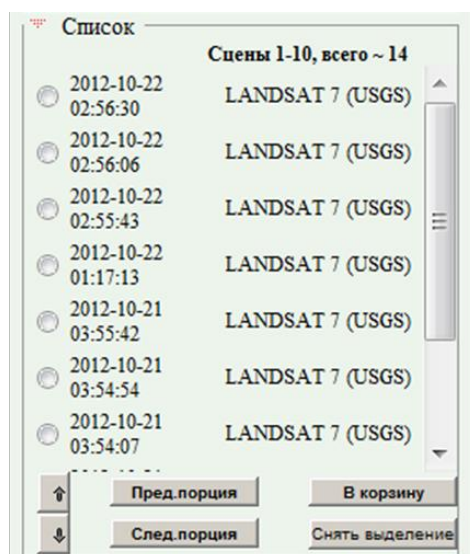 Список
Сцены 1-10, всего ~ 14
2012-10-22
02:56:30
LANDSAT 7 (USGS)
2012-10-22
02:56:06
LANDSAT 7 (USGS)
2012-10-22
02:55:43
LANDSAT 7 (USGS)
2012-10-22
01:17:13
LANDSAT 7 (USGS)
2012-10-21
03:55:42
LANDSAT 7 (USGS)
2012-10-21
03:54:54
LANDSAT 7 (USGS)
2012-10-21
03:54:07
LANDSAT 7 (USGS)
Пред.порция В корзину
След.порция Снять выделение